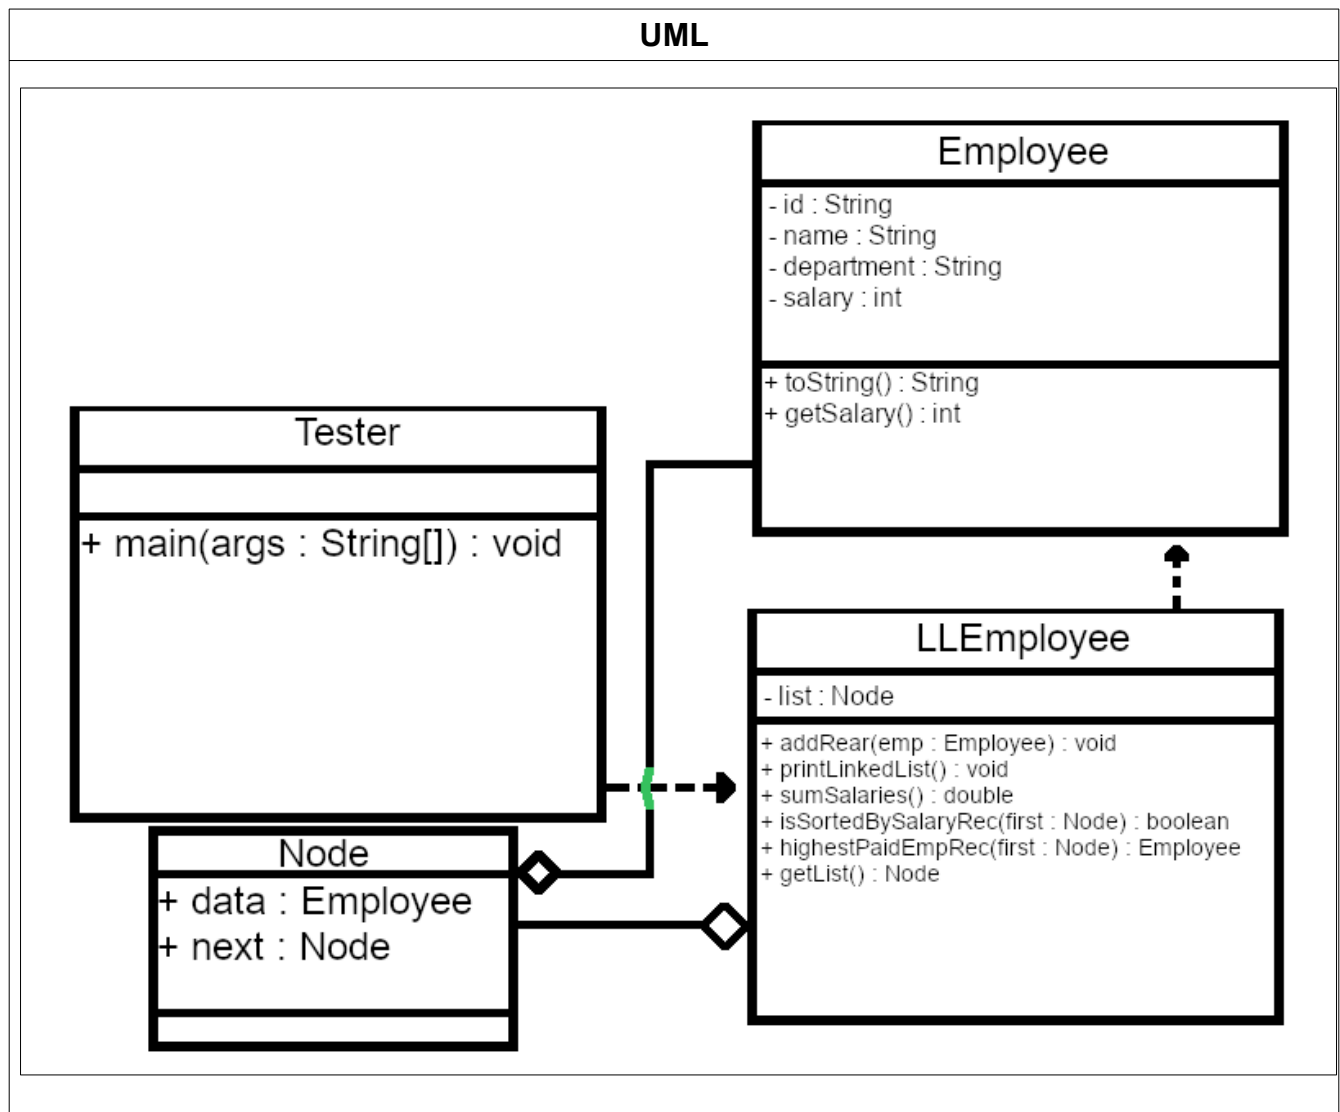 UML
Employee
- id : String
- name : String
- department : String
- salary : int
+ toString() : String
+ getSalary() : int
Tester
+ main(args : String[]) : void
LLEmployee
- list : Node
+ addRear(emp : Employee) : void
+ printLinkedList() : void
+ sumSalaries() : double
+ isSortedBySalaryRec(first : Node) : boolean
+ highestPaidEmpRec(first : Node) : Employee
+ getList() : Node
Node
+ data : Employee
+ next : Node